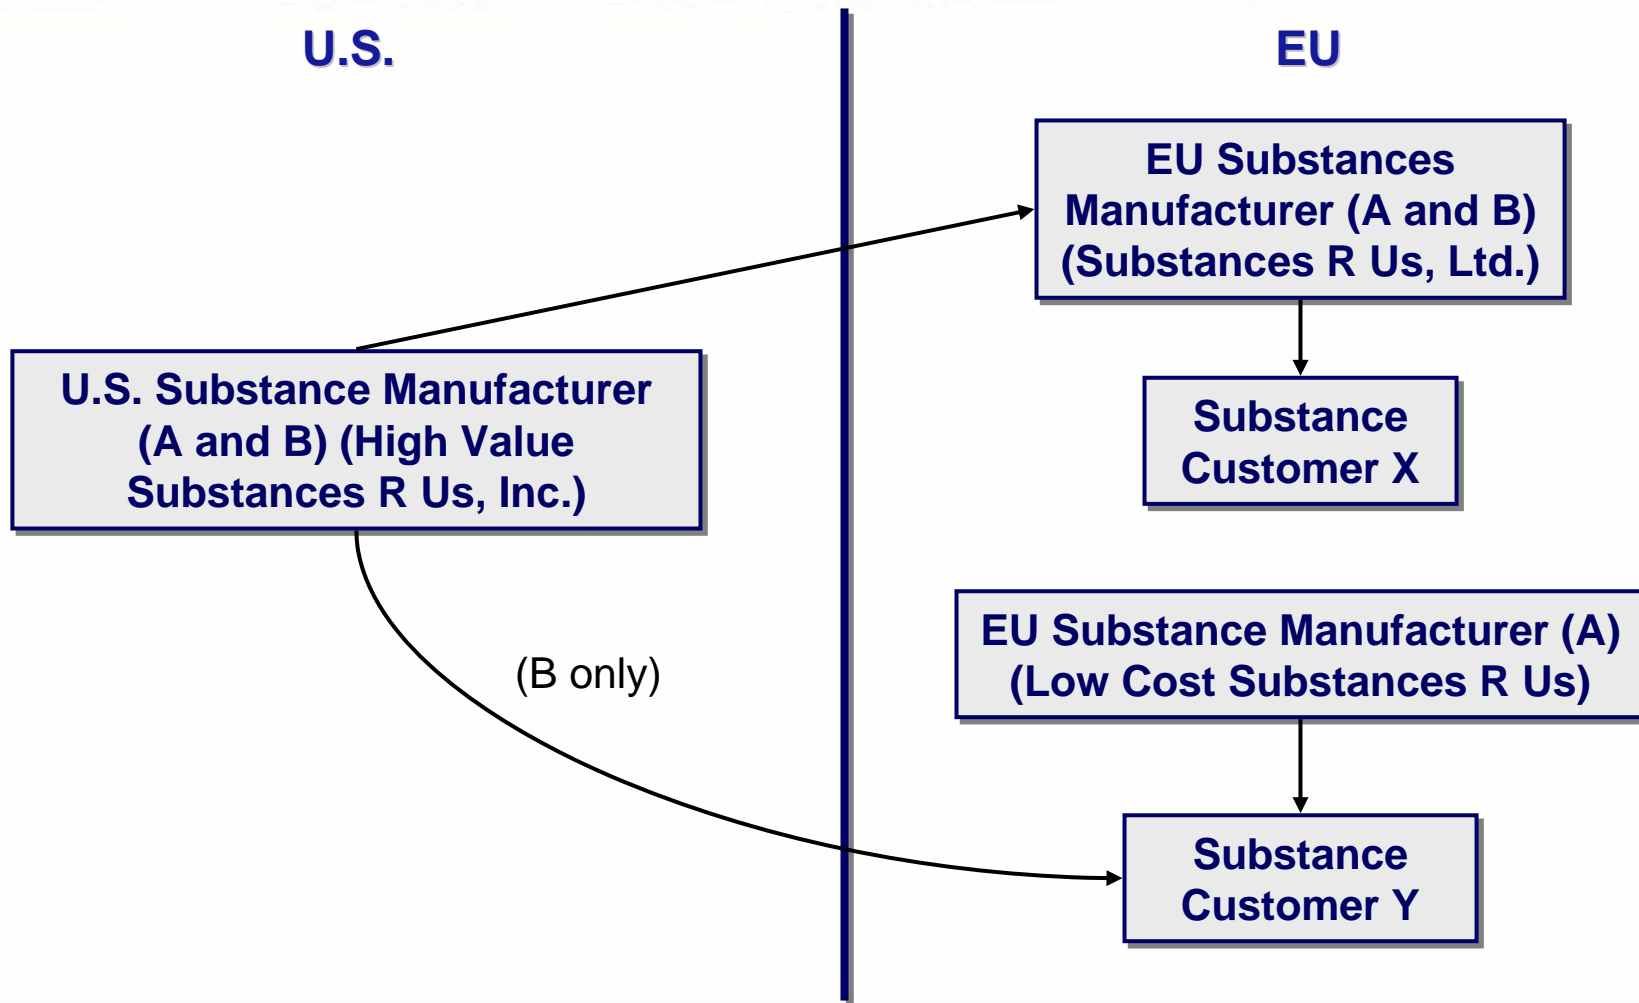 U.S.
EU
EU Substances
Manufacturer (A and B)
(Substances R Us, Ltd.)
U.S. Substance Manufacturer
(A and B) (High Value
Substances R Us, Inc.)
Substance
Customer X
EU Substance Manufacturer (A)
(Low Cost Substances R Us)
(B only)
Substance
Customer Y